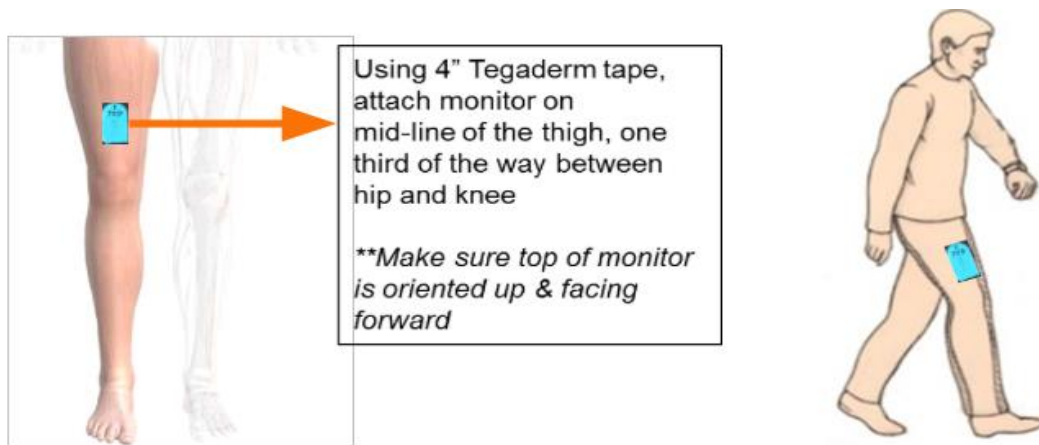 Using 4” Tegaderm tape,
attach monitor on
mid-line of the thigh, one
third of the way between
hip and knee
**Make sure top of monitor
is oriented up & facing
forward